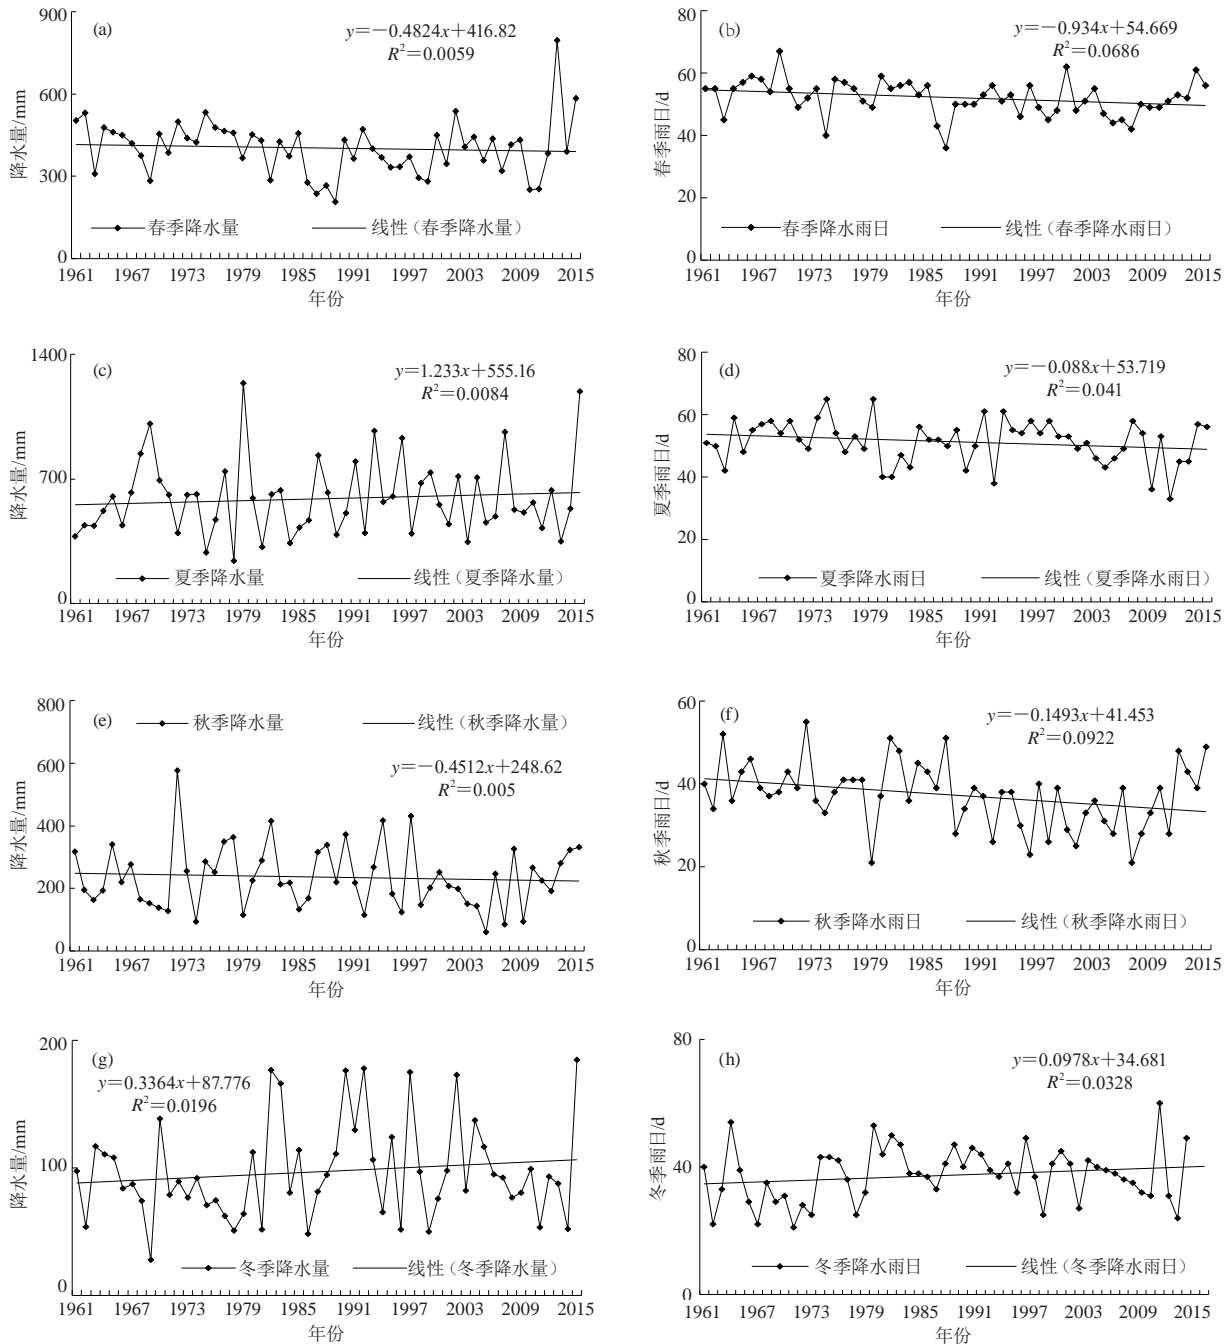 (a)
y=−0.4824x+416.82
R²=0.0059
降水量/mm
900
600
300
0
春季降水量
线性(春季降水量)
1961 1967 1973 1979 1985 1991 1997 2003 2009 2015
年份
(b)
y=−0.934x+54.669
R²=0.0686
春季雨日/d
80
60
40
20
0
春季降水雨日
线性(春季降水雨日)
1961 1967 1973 1979 1985 1991 1997 2003 2009 2015
年份
(c)
y=1.233x+555.16
R²=0.0084
降水量/mm
1400
700
0
夏季降水量
线性(夏季降水量)
1961 1967 1973 1979 1985 1991 1997 2003 2009 2015
年份
(d)
y=−0.088x+53.719
R²=0.041
夏季雨日/d
80
60
40
20
0
夏季降水雨日
线性(夏季降水雨日)
1961 1967 1973 1979 1985 1991 1997 2003 2009 2015
年份
(e)
秋季降水量
线性(秋季降水量)
y=−0.4512x+248.62
R²=0.005
降水量/mm
800
600
400
200
0
1961 1967 1973 1979 1985 1991 1997 2003 2009 2015
年份
(f)
y=−0.1493x+41.453
R²=0.0922
秋季雨日/d
60
40
20
0
秋季降水雨日
线性(秋季降水雨日)
1961 1967 1973 1979 1985 1991 1997 2003 2009 2015
年份
(g)
y=0.3364x+87.776
R²=0.0196
降水量/mm
200
100
0
冬季降水量
线性(冬季降水量)
1961 1967 1973 1979 1985 1991 1997 2003 2009 2015
年份
(h)
y=0.0978x+34.681
R²=0.0328
冬季雨日/d
80
60
40
20
0
冬季降水雨日
线性(冬季降水雨日)
1961 1967 1973 1979 1985 1991 1997 2003 2009 2015
年份